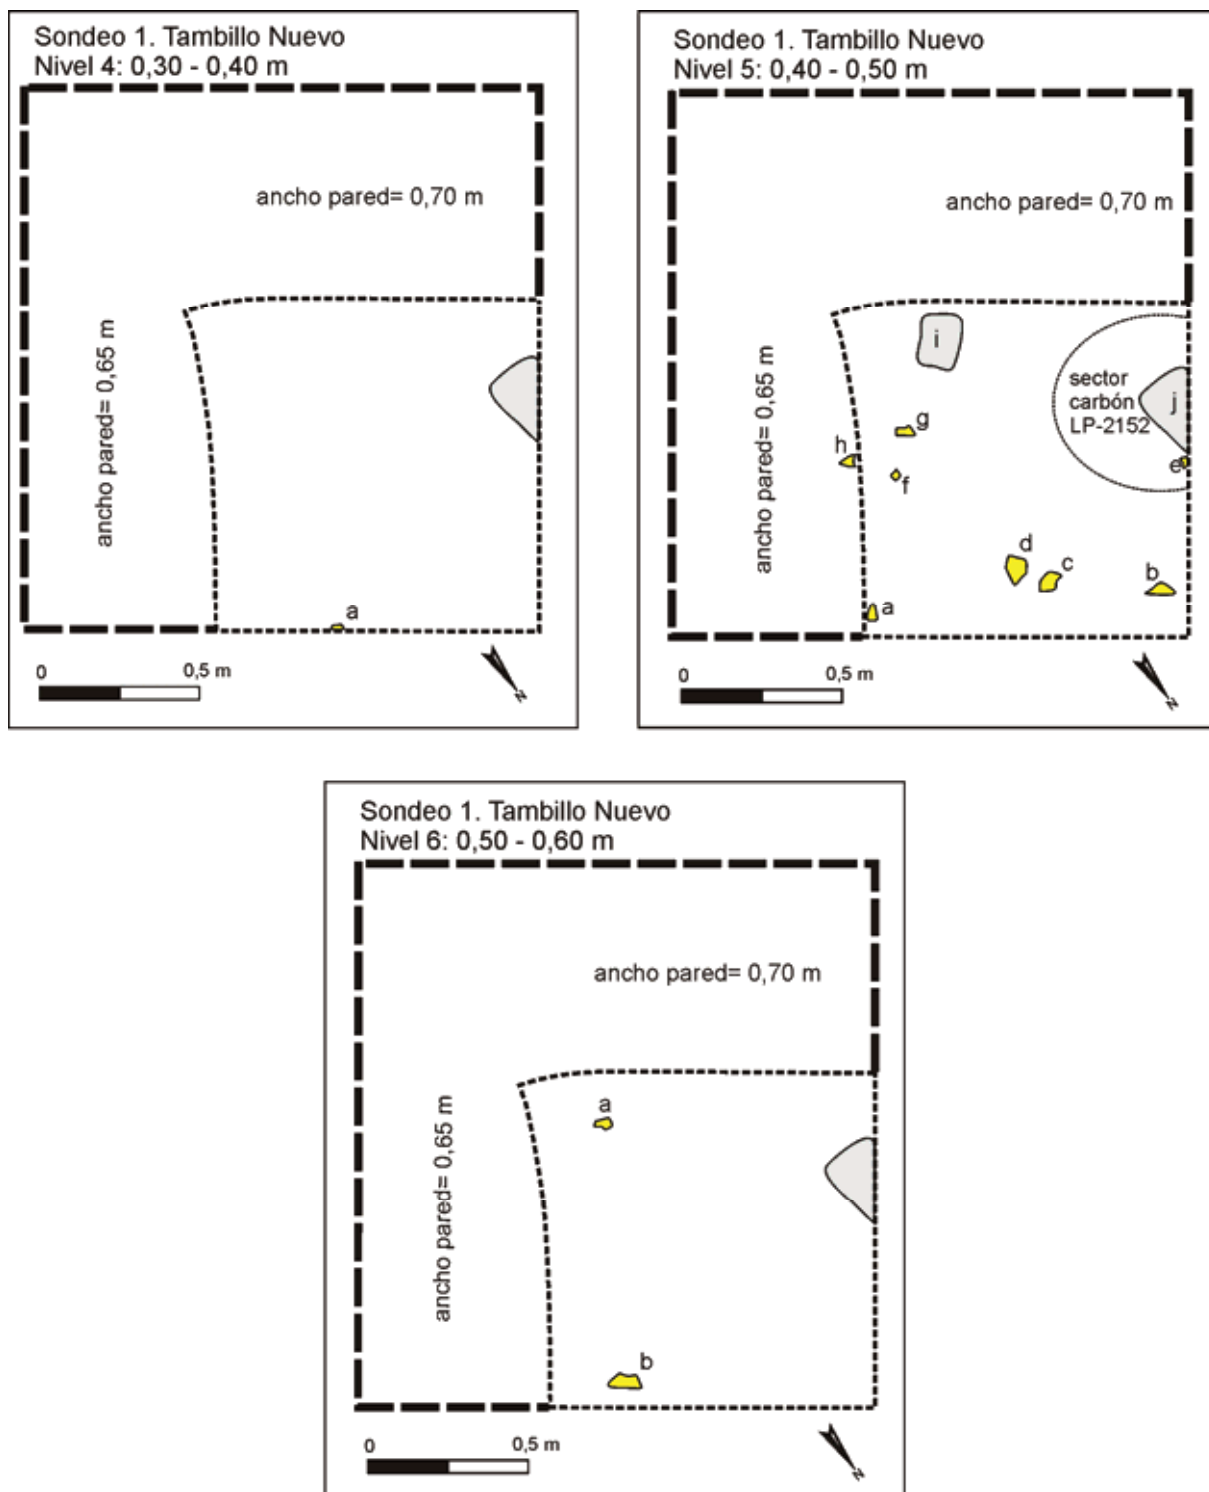 Sondeo 1. Tambillo Nuevo
Nivel 4: 0,30 - 0,40 m
ancho pared= 0,70 m
ancho pared= 0,65 m
a
0 0,5 m
N
Sondeo 1. Tambillo Nuevo
Nivel 5: 0,40 - 0,50 m
ancho pared= 0,70 m
i
sector
carbón
LP-2152
j
g
h
e
f
ancho pared= 0,65 m
d
c
b
a
0 0,5 m
N
Sondeo 1. Tambillo Nuevo
Nivel 6: 0,50 - 0,60 m
ancho pared= 0,70 m
a
ancho pared= 0,65 m
b
0 0,5 m
N